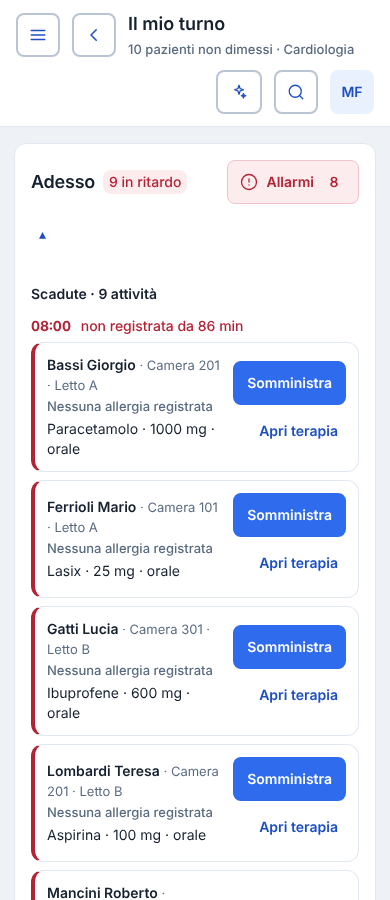 Il mio turno
10 pazienti non dimessi · Cardiologia
MF
Adesso 9 in ritardo
Allarmi 8
Scadute · 9 attività
08:00 non registrata da 86 min
Bassi Giorgio · Camera 201
· Letto A
Nessuna allergia registrata
Paracetamolo · 1000 mg ·
orale
Somministra
Apri terapia
Ferrioli Mario · Camera 101
· Letto A
Nessuna allergia registrata
Lasix · 25 mg · orale
Somministra
Apri terapia
Gatti Lucia · Camera 301 ·
Letto B
Nessuna allergia registrata
Ibuprofene · 600 mg ·
orale
Somministra
Apri terapia
Lombardi Teresa · Camera
201 · Letto B
Nessuna allergia registrata
Aspirina · 100 mg · orale
Somministra
Apri terapia
Mancini Roberto ·